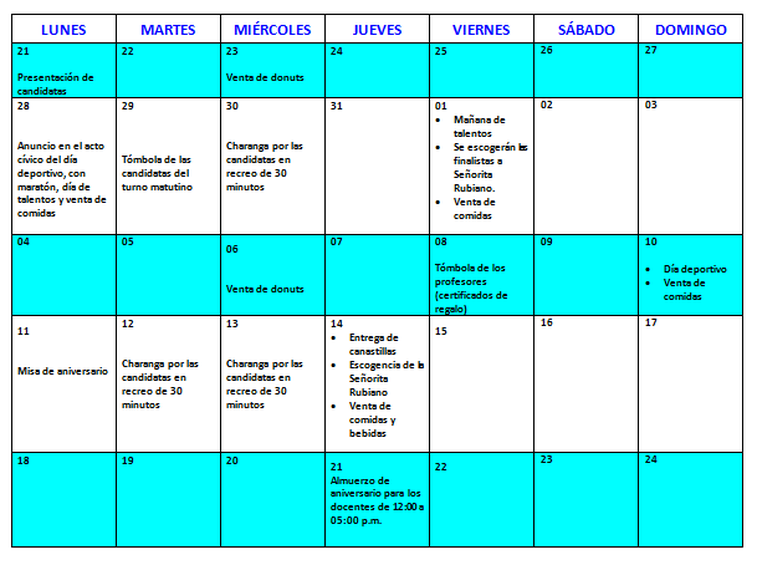 LUNES MARTES MIÉRCOLES JUEVES VIERNES SÁBADO DOMINGO
21
Presentación de
candidatas
22
23
Venta de donuts
24
25
26
27
28
Anuncio en el acto
cívico del día
deportivo, con
maratón, día de
talentos y venta de
comidas
29
Tómbola de las
candidatas del
turno matutino
30
Charanga por las
candidatas en
recreo de 30
minutos
31
01
• Mañana de
talentos
• Se escogerán las
finalistas a
Señorita
Rubiano.
• Venta de
comidas
02
03
04
05
06
Venta de donuts
07
08
Tómbola de los
profesores
(certificados de
regalo)
09
10
• Día deportivo
• Venta de
comidas
11
Misa de aniversario
12
Charanga por las
candidatas en
recreo de 30
minutos
13
Charanga por las
candidatas en
recreo de 30
minutos
14
• Entrega de
canastillas
• Escogencia de la
Señorita
Rubiano
• Venta de
comidas y
bebidas
15
16
17
18
19
20
21
Almuerzo de
aniversario para los
docentes de 12:00 a
05:00 p.m.
22
23
24